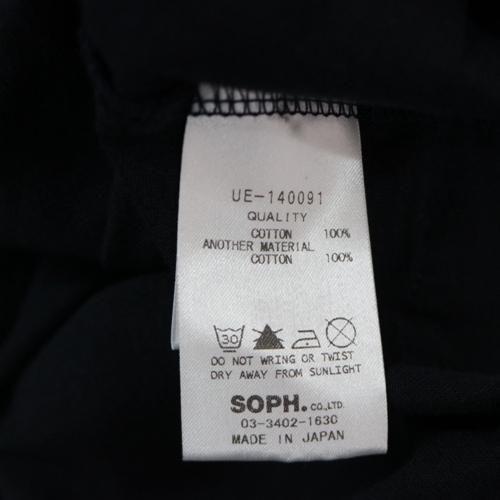 UE-140091
QUALITY
COTTON 100%
ANOTHER MATERIAL
COTTON 100%
30
DO NOT WRING OR TWIST
DRY AWAY FROM SUNLIGHT
SOPH. CO.,LTD.
03-3402-1630
MADE IN JAPAN